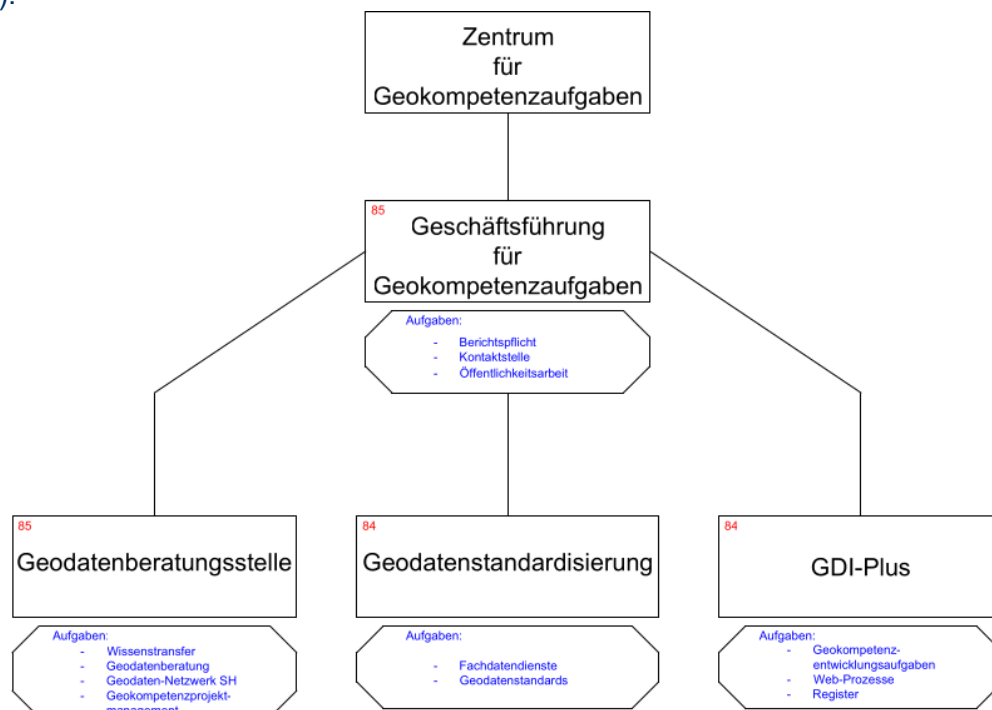 ).
Zentrum
für
Geokompetenzaufgaben
85
Geschäftsführung
für
Geokompetenzaufgaben
Aufgaben:
- Berichtspflicht
- Kontaktstelle
- Öffentlichkeitsarbeit
85
Geodatenberatungsstelle
Aufgaben:
- Wissenstransfer
- Geodatenberatung
- Geodaten-Netzwerk SH
- Geokompetenzprojekt-
management
84
Geodatenstandardisierung
Aufgaben:
- Fachdatendienste
- Geodatenstandards
84
GDI-Plus
Aufgaben:
- Geokompetenz-
entwicklungsaufgaben
- Web-Prozesse
- Register